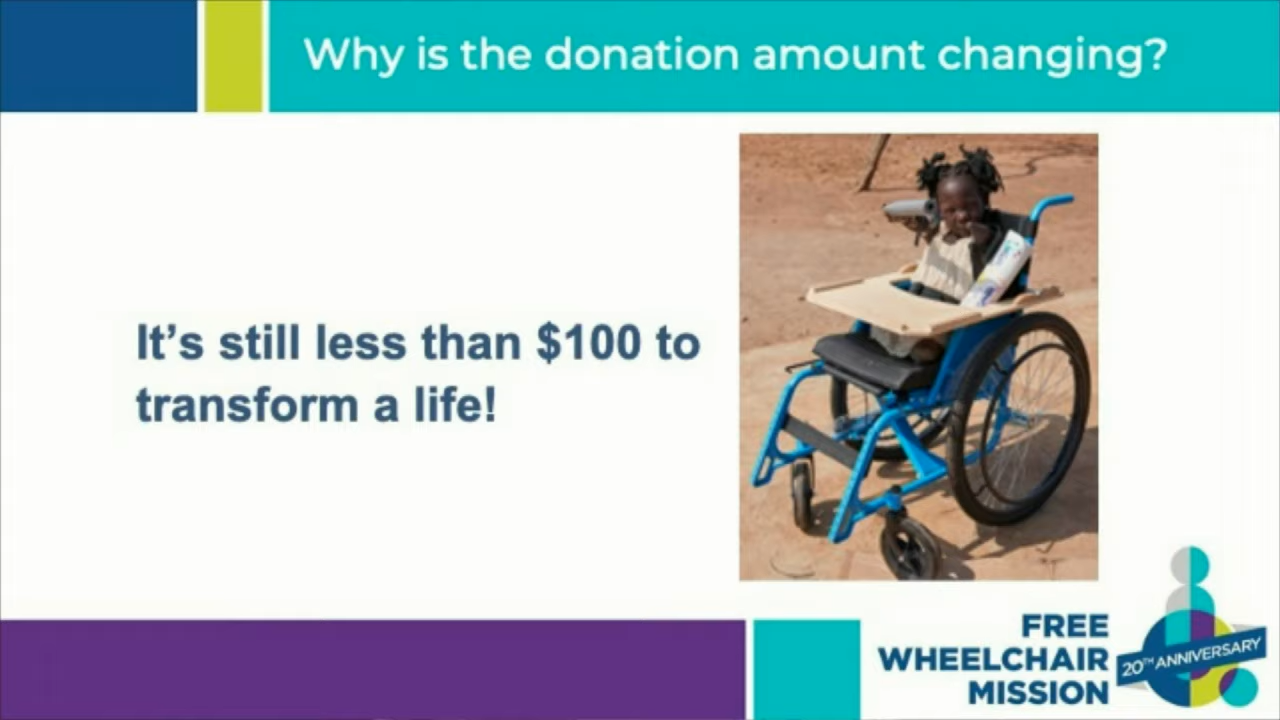 Why is the donation amount changing?
It's still less than $100 to
transform a life!
FREE
WHEELCHAIR
MISSION
20TH ANNIVERSARY